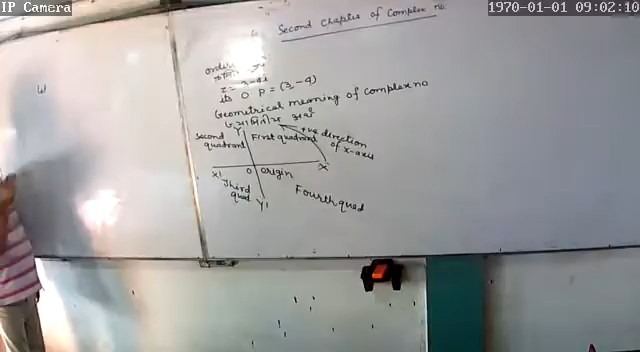 IP Camera
1970-01-01 09:02:10
Second Chapter of Complex no.
(i)
its O P = (3, -4)
Geometrical meaning of complex no
Y
Second quadrant
First quadrant
+ve direction of x-axis
X' O origin X
Third quad
Fourth quad
Y'